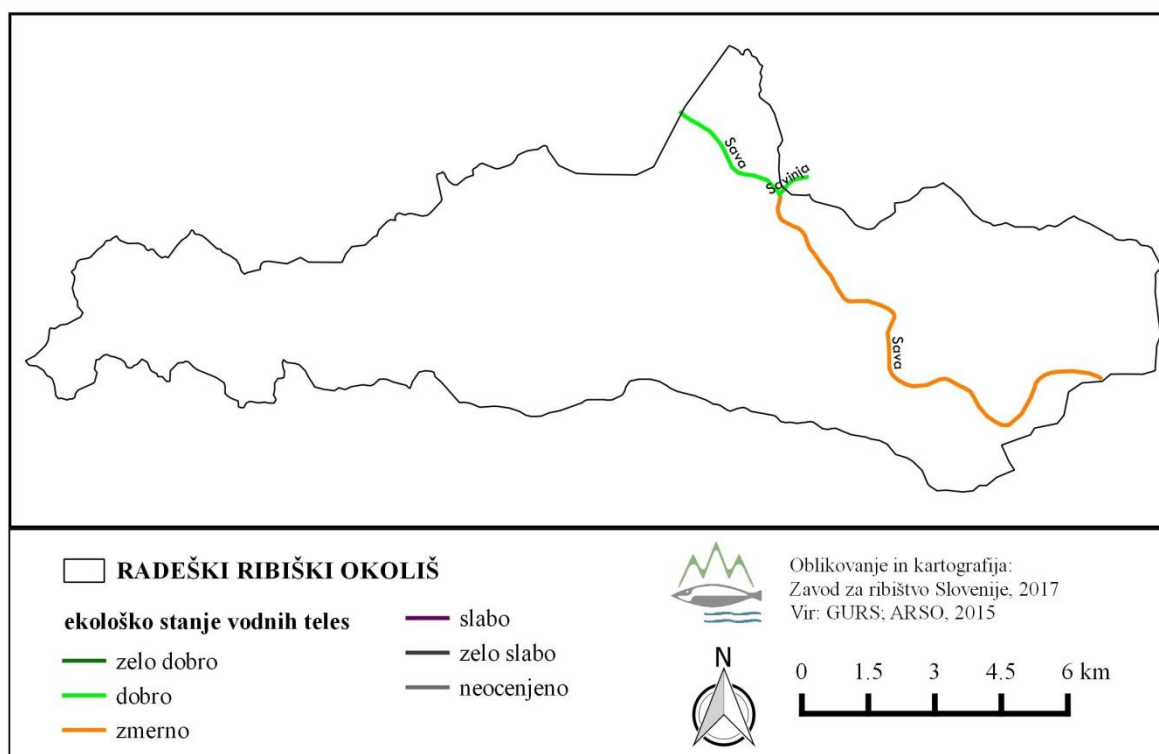 Sava
Savinja
Sava
RADEŠKI RIBIŠKI OKOLIŠ
ekološko stanje vodnih teles
zelo dobro
dobro
zmerno
slabo
zelo slabo
neocenjeno
Oblikovanje in kartografija:
Zavod za ribištvo Slovenije, 2017
Vir: GURS; ARSO, 2015
N
0 1.5 3 4.5 6 km